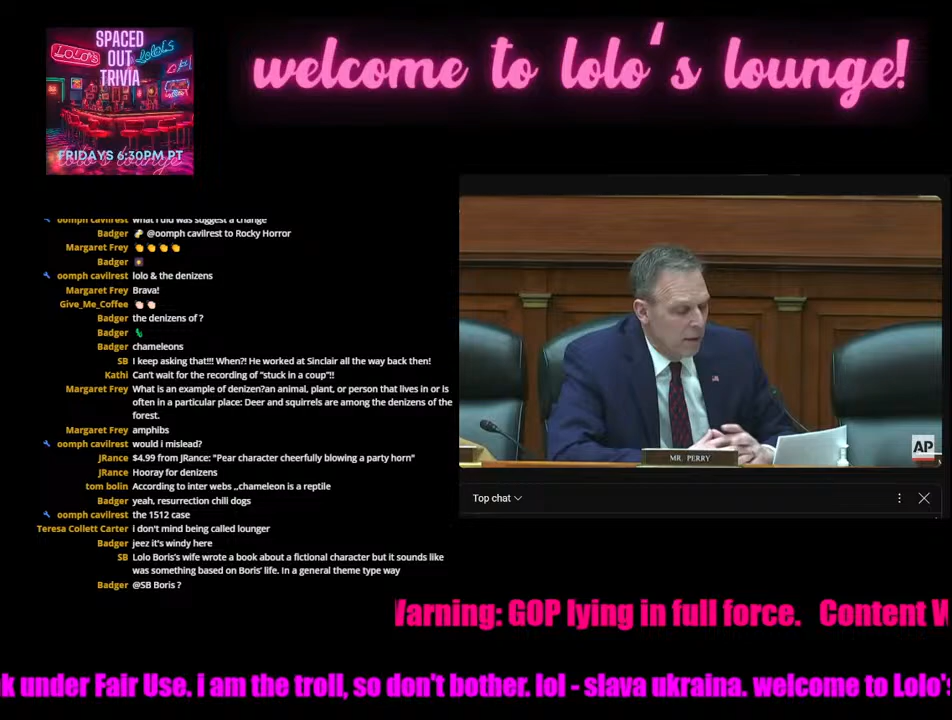 SPACED
OUT
TRIVIA
LOLO'S
LOLO'S
FRIDAYS 6:30PM PT
lolo's lounge
welcome to lolo's lounge!
oomph cavilrest what i did was suggest a change
Badger @oomph cavilrest to Rocky Horror
Margaret Frey 👏 👏 👏 👏
Badger
oomph cavilrest lolo & the denizens
Margaret Frey Brava!
Give_Me_Coffee 👏🏻 👏🏻
Badger the denizens of ?
Badger 🦎
Badger chameleons
SB I keep asking that!!! When?! He worked at Sinclair all the way back then!
Kathi Can't wait for the recording of "stuck in a coup"!!
Margaret Frey What is an example of denizen?an animal, plant, or person that lives in or is
often in a particular place: Deer and squirrels are among the denizens of the
forest.
Margaret Frey amphibs
oomph cavilrest would i mislead?
JRance $4.99 from JRance: "Pear character cheerfully blowing a party horn"
JRance Hooray for denizens
tom bolin According to inter webs ,,chameleon is a reptile
Badger yeah, resurrection chili dogs
oomph cavilrest the 1512 case
Teresa Collett Carter i don't mind being called lounger
Badger jeez it's windy here
SB Lolo Boris's wife wrote a book about a fictional character but it sounds like
was something based on Boris' life. In a general theme type way
Badger @SB Boris ?
MR. PERRY
AP
Top chat
Warning: GOP lying in full force. Content W
k under Fair Use. i am the troll, so don't bother. lol - slava ukraina. welcome to Lolo's